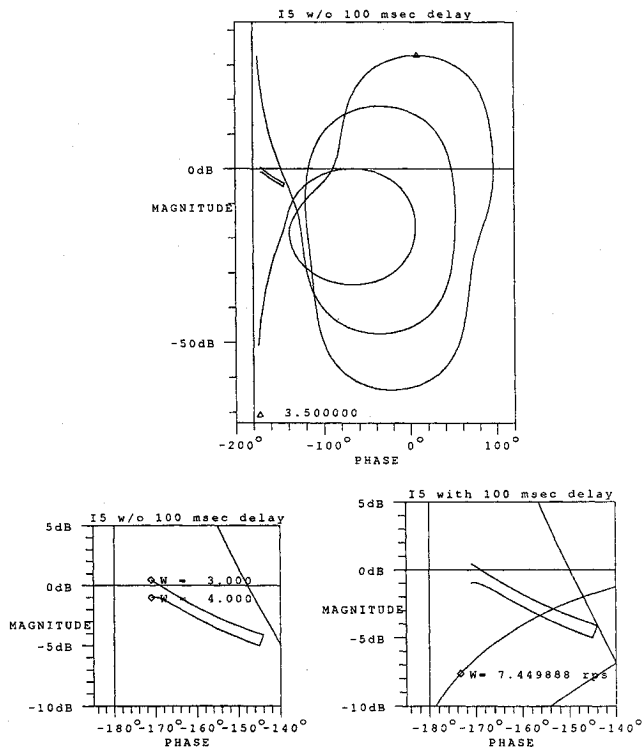 I5 w/o 100 msec delay
0dB
MAGNITUDE
-50dB
3.500000
-200° -100° 0° 100°
PHASE
I5 w/o 100 msec delay
5dB
W = 3.000
0dB
W = 4.000
MAGNITUDE
-5dB
-10dB
-180° -170° -160° -150° -140°
PHASE
I5 with 100 msec delay
5dB
0dB
MAGNITUDE
-5dB
W= 7.449888 rps
-10dB
-180° -170° -160° -150° -140°
PHASE